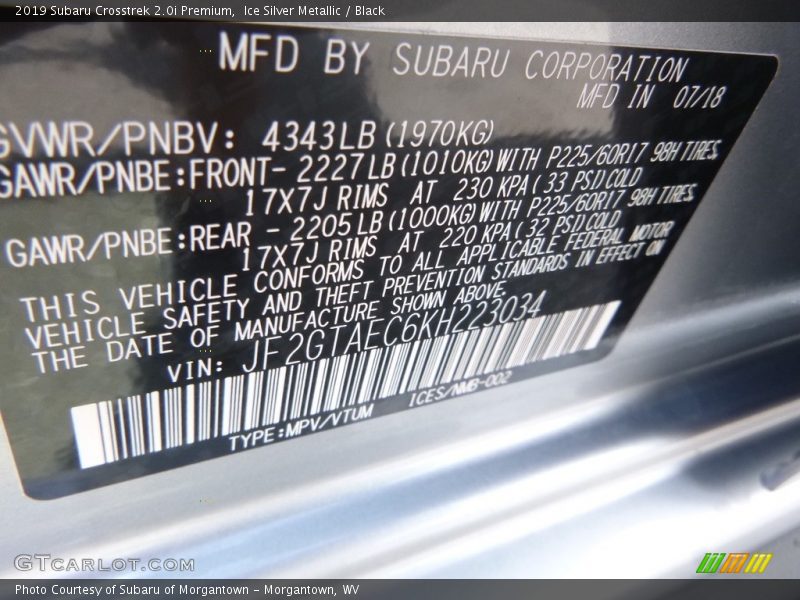 2019 Subaru Crosstrek 2.0i Premium, Ice Silver Metallic / Black
MFD BY SUBARU CORPORATION
MFD IN 07/18
GVWR/PNBV: 4343LB (1970KG)
GAWR/PNBE:FRONT- 2227LB (1010KG) WITH P225/60R17 98H TIRES,
17X7J RIMS AT 230 KPA ( 33 PSI) COLD
GAWR/PNBE:REAR - 2205LB (1000KG) WITH P225/60R17 98H TIRES,
17X7J RIMS AT 220 KPA ( 32 PSI) COLD
THIS VEHICLE CONFORMS TO ALL APPLICABLE FEDERAL MOTOR
VEHICLE SAFETY AND THEFT PREVENTION STANDARDS IN EFFECT ON
THE DATE OF MANUFACTURE SHOWN ABOVE.
VIN: JF2GTAEC6KH223034
TYPE:MPV/VTUM ICES/NMB-002
GTCARLOT.COM
Photo Courtesy of Subaru of Morgantown – Morgantown, WV